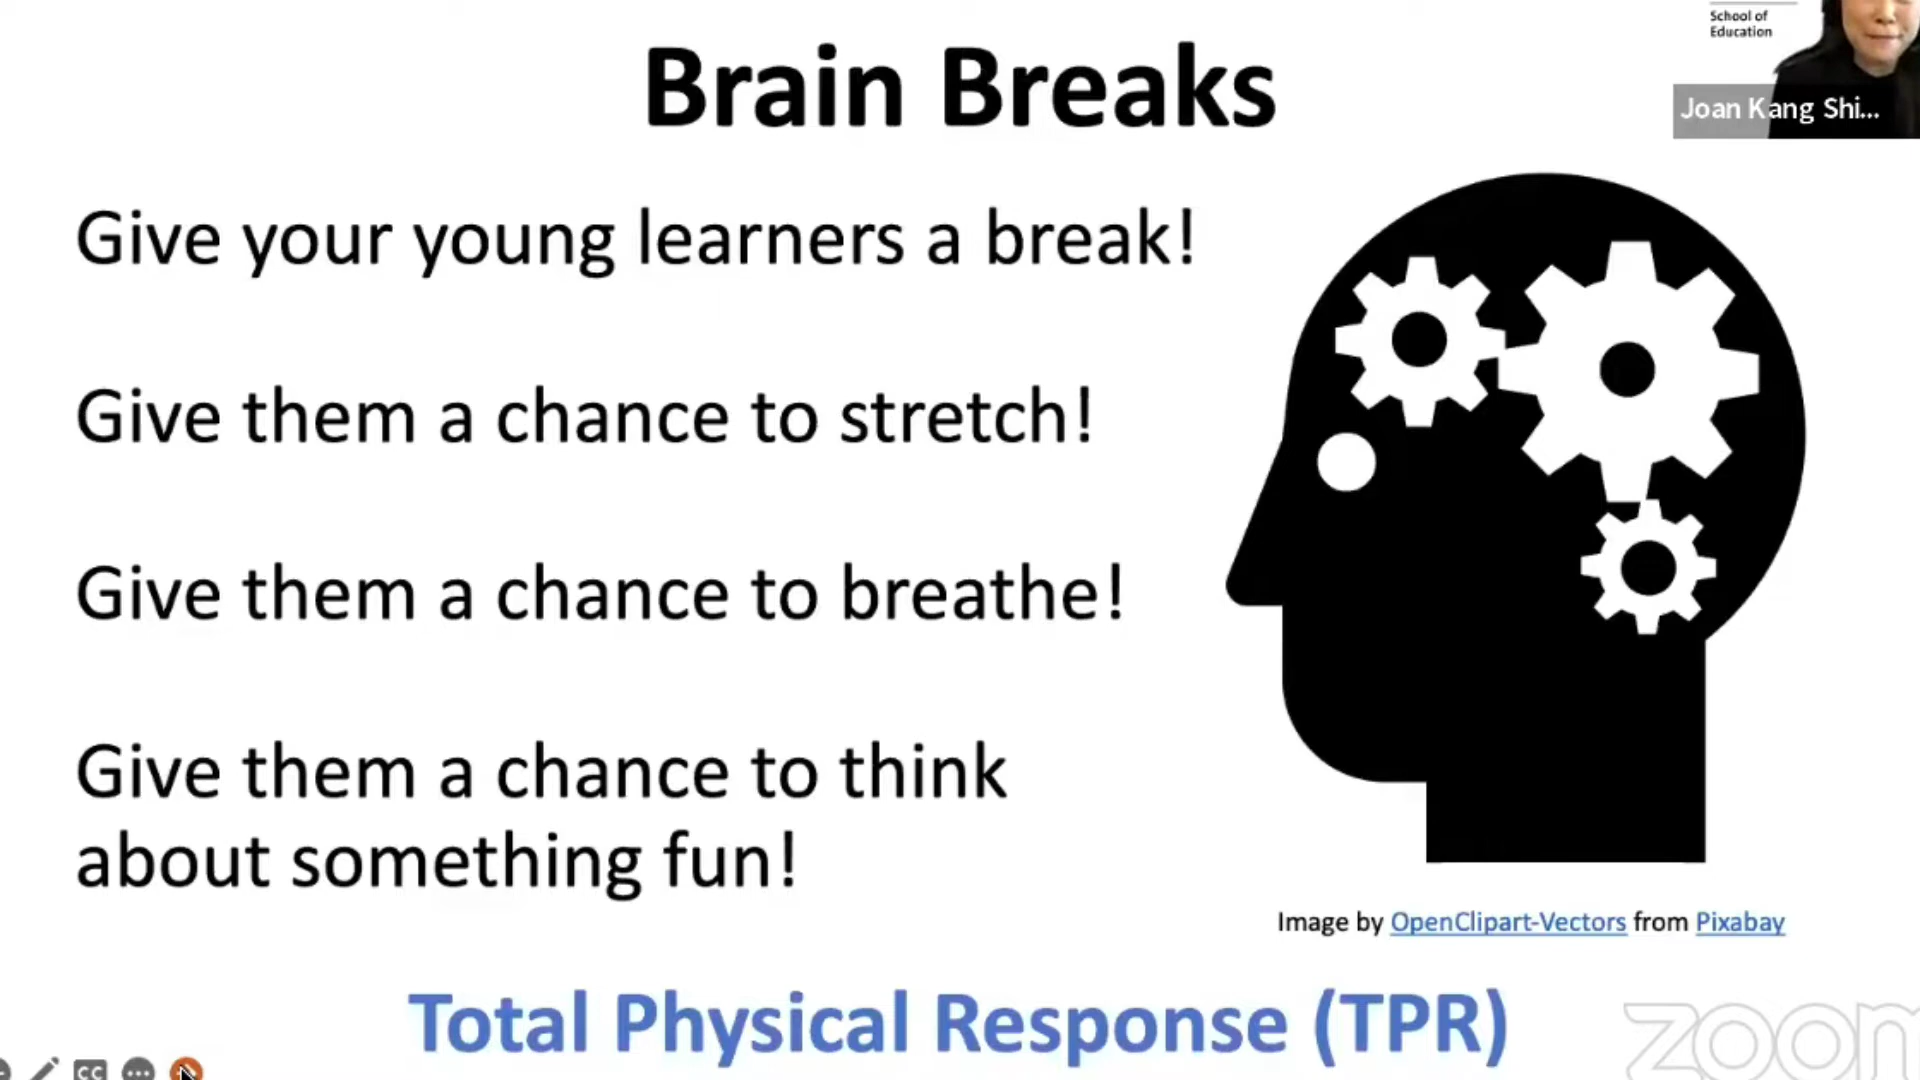 School of
Education
Brain Breaks
Joan Kang Shi...
Give your young learners a break!
Give them a chance to stretch!
Give them a chance to breathe!
Give them a chance to think
about something fun!
Image by OpenClipart-Vectors from Pixabay
Total Physical Response (TPR)
zoom
CC